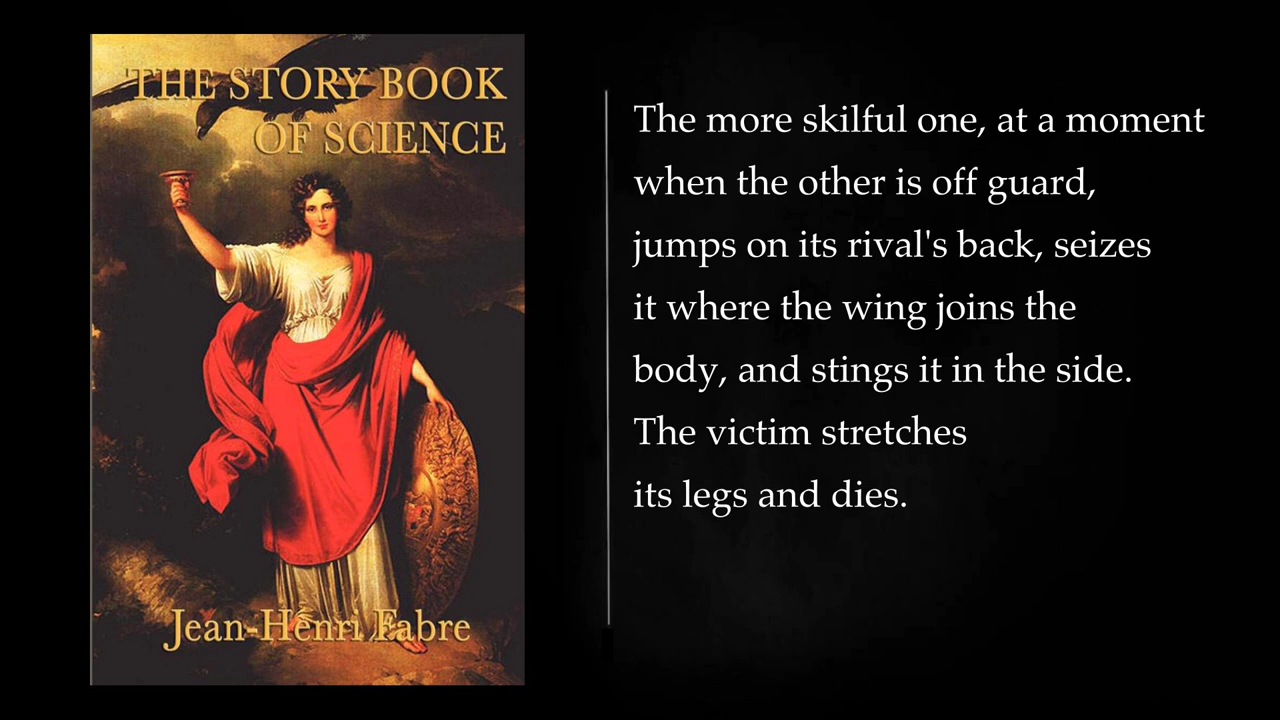 THE STORY BOOK
OF SCIENCE
Jean-Henri Fabre
The more skilful one, at a moment
when the other is off guard,
jumps on its rival's back, seizes
it where the wing joins the
body, and stings it in the side.
The victim stretches
its legs and dies.